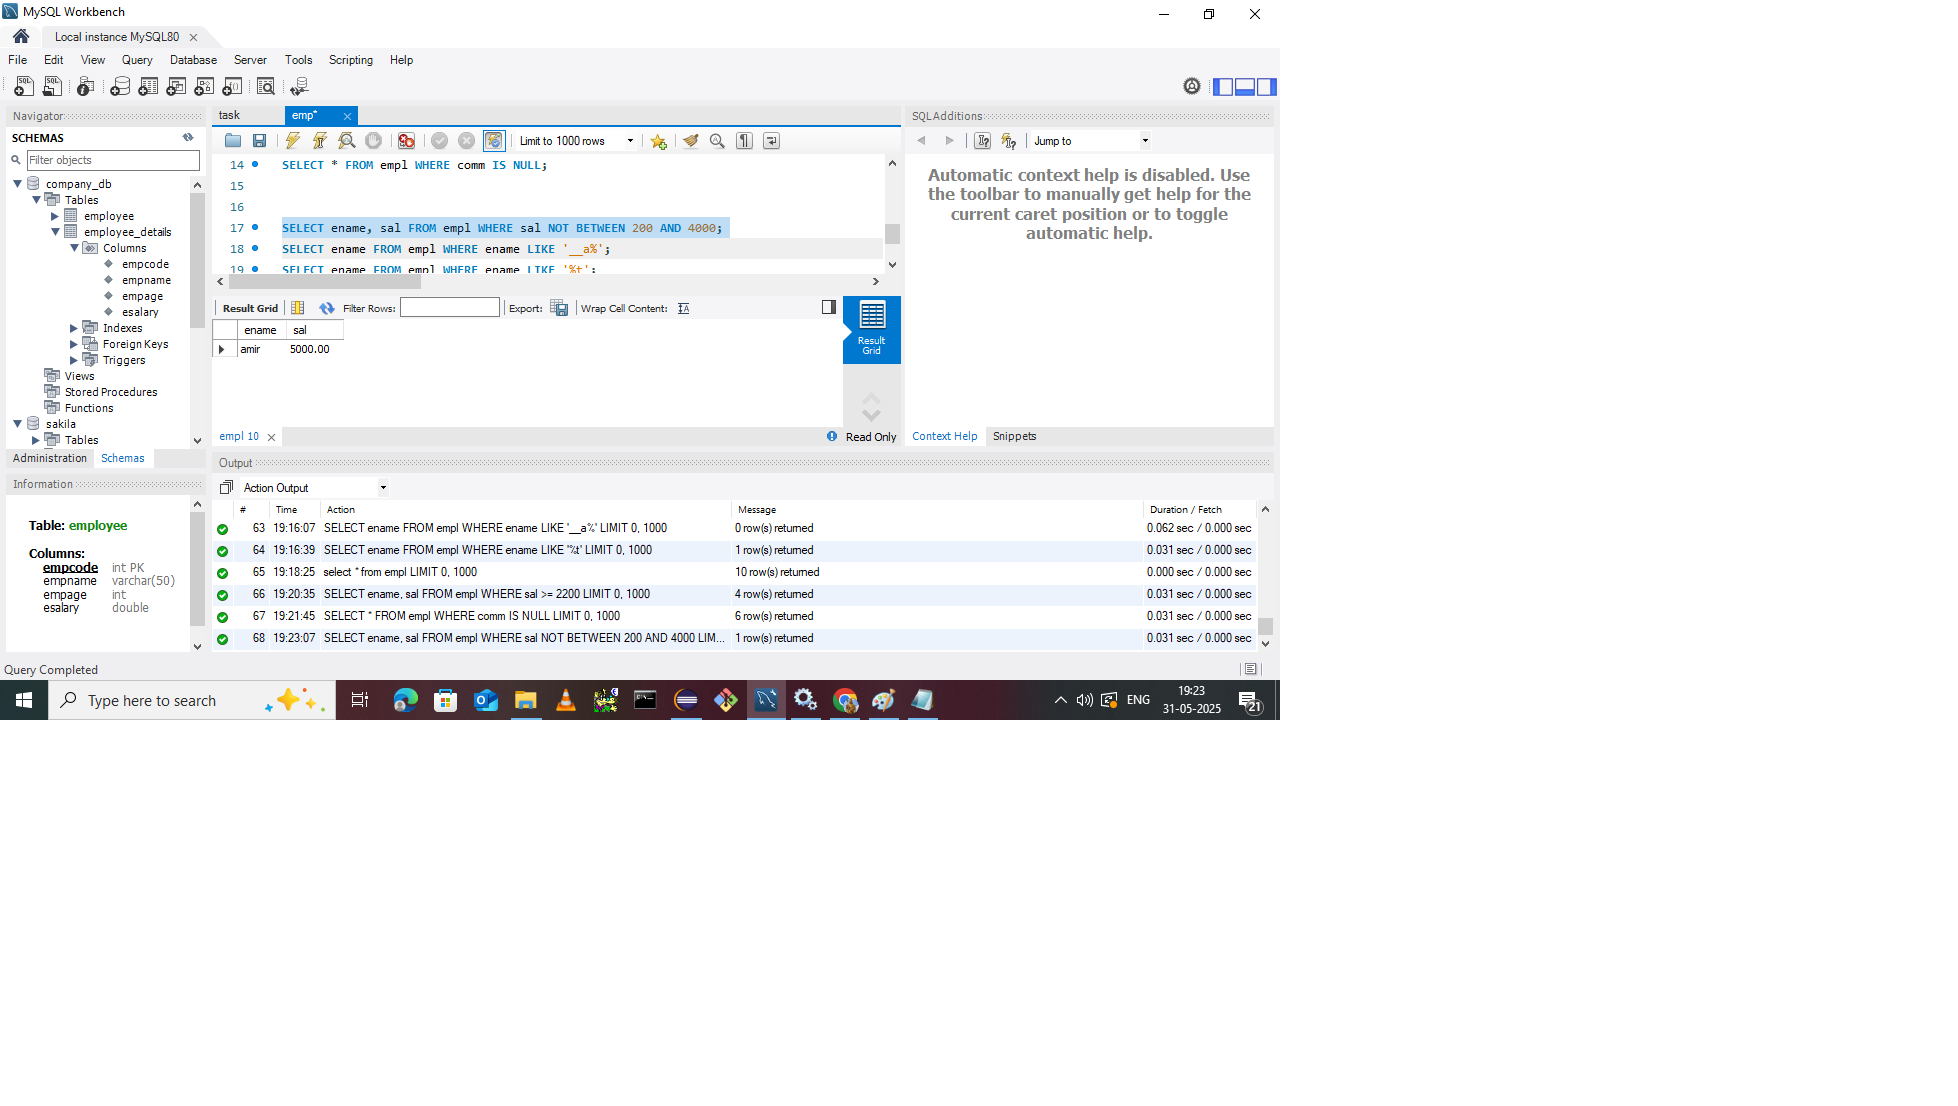 MySQL Workbench
Local instance MySQL80
File Edit View Query Database Server Tools Scripting Help
Navigator
SCHEMAS
Filter objects
company_db
Tables
employee
employee_details
Columns
empcode
empname
empage
esalary
Indexes
Foreign Keys
Triggers
Views
Stored Procedures
Functions
sakila
Tables
Administration Schemas
Information
Table: employee
Columns:
empcode int PK
empname varchar(50)
empage int
esalary double
task emp*
Limit to 1000 rows
14 SELECT * FROM empl WHERE comm IS NULL;
15
16
17 SELECT ename, sal FROM empl WHERE sal NOT BETWEEN 200 AND 4000;
18 SELECT ename FROM empl WHERE ename LIKE '__a%';
19 SELECT ename FROM empl WHERE ename LIKE '%t';
Result Grid Filter Rows: Export: Wrap Cell Content:
ename sal
amir 5000.00
Result
Grid
empl 10
Read Only
SQLAdditions
Jump to
Automatic context help is disabled. Use
the toolbar to manually get help for the
current caret position or to toggle
automatic help.
Context Help Snippets
Output
Action Output
# Time Action Message Duration / Fetch
63 19:16:07 SELECT ename FROM empl WHERE ename LIKE '__a%' LIMIT 0, 1000 0 row(s) returned 0.062 sec / 0.000 sec
64 19:16:39 SELECT ename FROM empl WHERE ename LIKE '%t' LIMIT 0, 1000 1 row(s) returned 0.031 sec / 0.000 sec
65 19:18:25 select * from empl LIMIT 0, 1000 10 row(s) returned 0.000 sec / 0.000 sec
66 19:20:35 SELECT ename, sal FROM empl WHERE sal >= 2200 LIMIT 0, 1000 4 row(s) returned 0.031 sec / 0.000 sec
67 19:21:45 SELECT * FROM empl WHERE comm IS NULL LIMIT 0, 1000 6 row(s) returned 0.031 sec / 0.000 sec
68 19:23:07 SELECT ename, sal FROM empl WHERE sal NOT BETWEEN 200 AND 4000 LIM... 1 row(s) returned 0.031 sec / 0.000 sec
Query Completed
Type here to search
ENG
19:23
31-05-2025
21